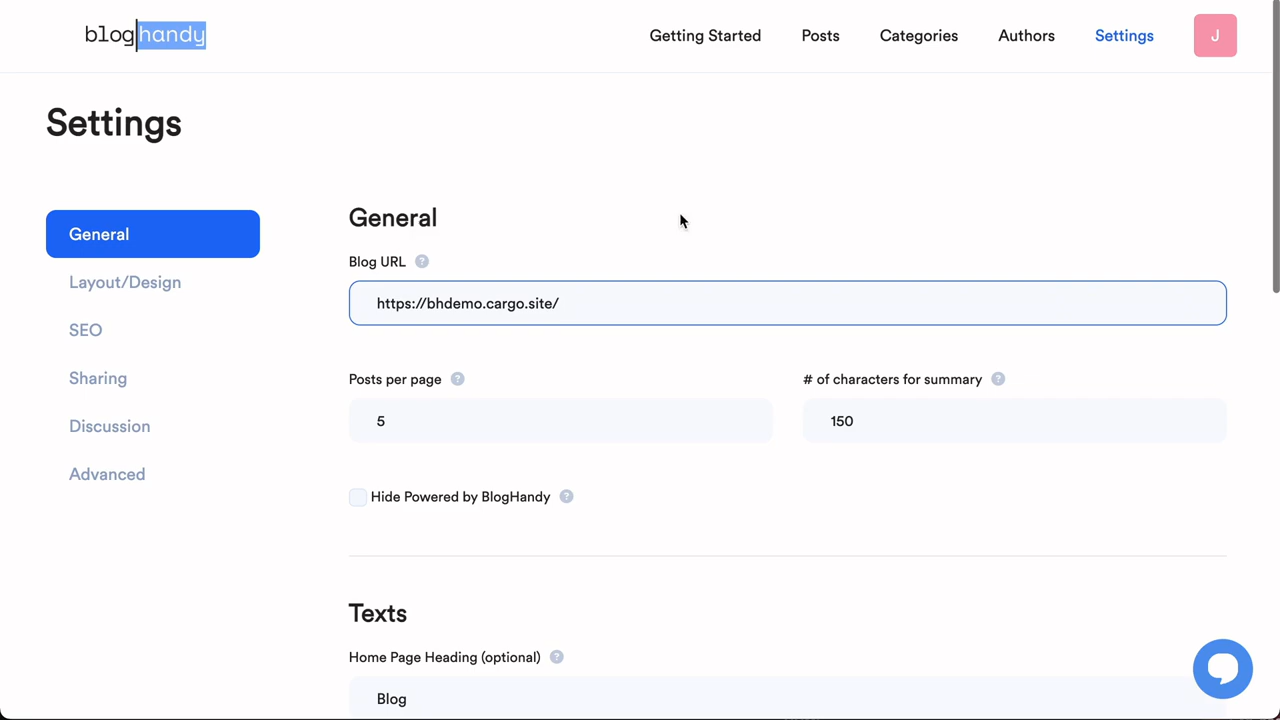 bloghandy
Getting Started Posts Categories Authors Settings J
Settings
General
Layout/Design
SEO
Sharing
Discussion
Advanced
General
Blog URL ?
https://bhdemo.cargo.site/
Posts per page ? # of characters for summary ?
5 150
Hide Powered by BlogHandy ?
Texts
Home Page Heading (optional) ?
Blog